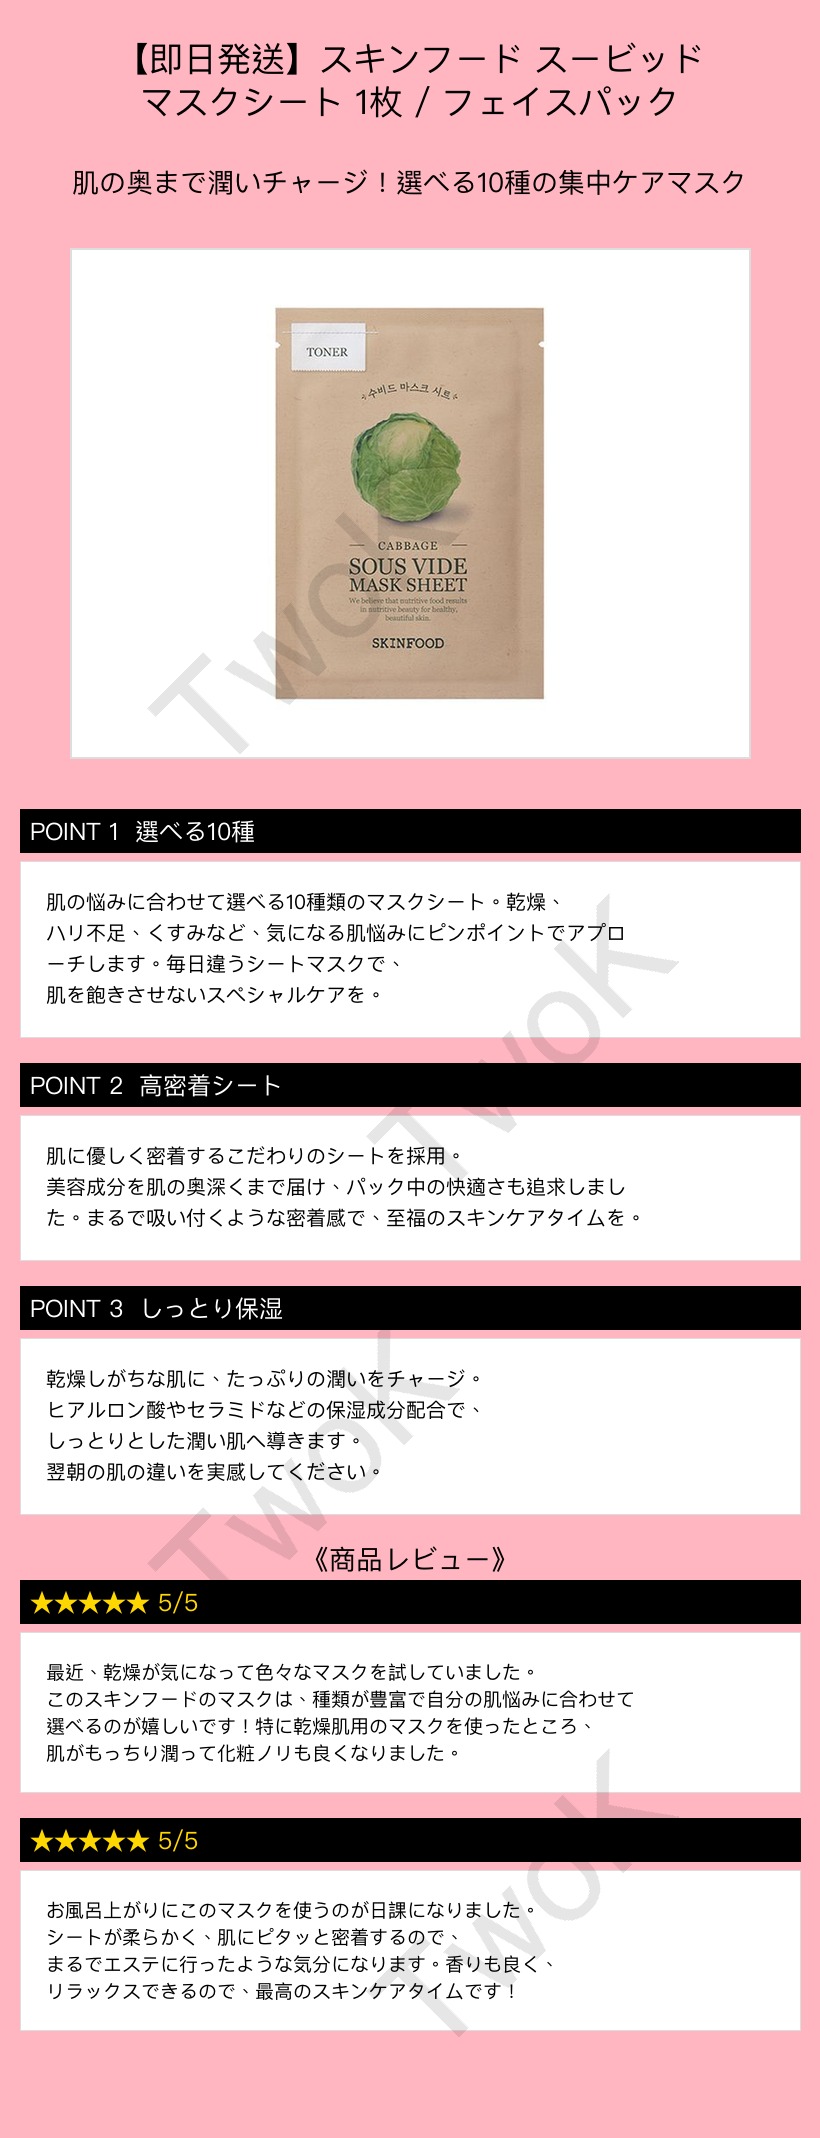 【即日発送】スキンフード スービッド
マスクシート 1枚 / フェイスパック
肌の奥まで潤いチャージ！選べる10種の集中ケアマスク
TONER
수비드 마스크 시트
CABBAGE
SOUS VIDE
MASK SHEET
We believe that nutritive food results
in nutritive beauty for healthy,
beautiful skin.
SKINFOOD
TwoK
POINT 1 選べる10種
肌の悩みに合わせて選べる10種類のマスクシート。乾燥、
ハリ不足、くすみなど、気になる肌悩みにピンポイントでアプロ
ーチします。毎日違うシートマスクで、
肌を飽きさせないスペシャルケアを。
TwoK
POINT 2 高密着シート
肌に優しく密着するこだわりのシートを採用。
美容成分を肌の奥深くまで届け、パック中の快適さも追求しまし
た。まるで吸い付くような密着感で、至福のスキンケアタイムを。
POINT 3 しっとり保湿
乾燥しがちな肌に、たっぷりの潤いをチャージ。
ヒアルロン酸やセラミドなどの保湿成分配合で、
しっとりとした潤い肌へ導きます。
翌朝の肌の違いを実感してください。
TwoK
《商品レビュー》
★★★★★ 5/5
最近、乾燥が気になって色々なマスクを試していました。
このスキンフードのマスクは、種類が豊富で自分の肌悩みに合わせて
選べるのが嬉しいです！特に乾燥肌用のマスクを使ったところ、
肌がもっちり潤って化粧ノリも良くなりました。
★★★★★ 5/5
お風呂上がりにこのマスクを使うのが日課になりました。
シートが柔らかく、肌にピタッと密着するので、
まるでエステに行ったような気分になります。香りも良く、
リラックスできるので、最高のスキンケアタイムです！
TwoK